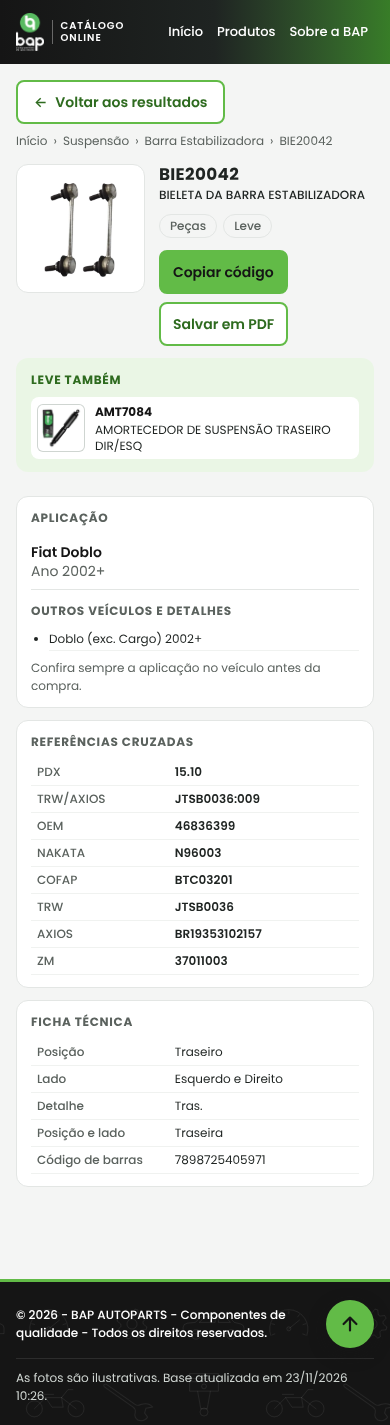 bap
CATÁLOGO
ONLINE
Início Produtos Sobre a BAP
← Voltar aos resultados
Início › Suspensão › Barra Estabilizadora › BIE20042
BIE20042
BIELETA DA BARRA ESTABILIZADORA
Peças Leve
Copiar código
Salvar em PDF
LEVE TAMBÉM
AMT7084
AMORTECEDOR DE SUSPENSÃO TRASEIRO
DIR/ESQ
APLICAÇÃO
Fiat Doblo
Ano 2002+
OUTROS VEÍCULOS E DETALHES
• Doblo (exc. Cargo) 2002+
Confira sempre a aplicação no veículo antes da
compra.
REFERÊNCIAS CRUZADAS
PDX 15.10
TRW/AXIOS JTSB0036:009
OEM 46836399
NAKATA N96003
COFAP BTC03201
TRW JTSB0036
AXIOS BR19353102157
ZM 37011003
FICHA TÉCNICA
Posição Traseiro
Lado Esquerdo e Direito
Detalhe Tras.
Posição e lado Traseira
Código de barras 7898725405971
© 2026 - BAP AUTOPARTS - Componentes de
qualidade - Todos os direitos reservados.
As fotos são ilustrativas. Base atualizada em 23/11/2026
10:26.